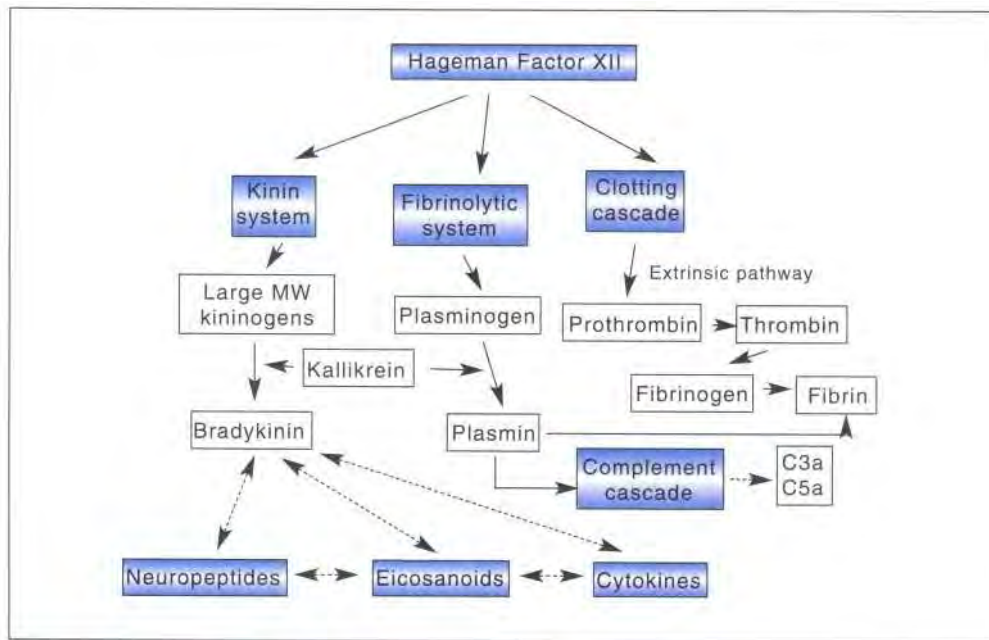 Hageman Factor XII
Kinin
system
Fibrinolytic
system
Clotting
cascade
Extrinsic pathway
Large MW
kininogens
Plasminogen
Prothrombin
Thrombin
Kallikrein
Fibrinogen
Fibrin
Bradykinin
Plasmin
Complement
cascade
C3a
C5a
Neuropeptides
Eicosanoids
Cytokines